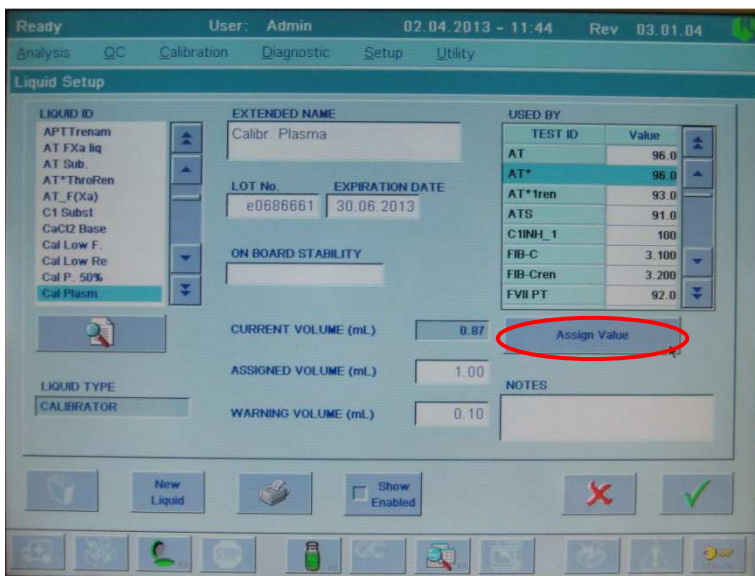 Ready User: Admin 02.04.2013 - 11:44 Rev 03.01.04
Analysis QC Calibration Diagnostic Setup Utility
Liquid Setup
LIQUID ID
APTTrenam
AT FXa liq
AT Sub.
AT*ThroRen
AT_F(Xa)
C1 Subst
CaCl2 Base
Cal Low F.
Cal Low Re
Cal P. 50%
Cal Plasm
LIQUID TYPE
CALIBRATOR
EXTENDED NAME
Calibr. Plasma
LOT No. EXPIRATION DATE
e0686661 30.06.2013
ON BOARD STABILITY
CURRENT VOLUME (mL) 0.87
ASSIGNED VOLUME (mL) 1.00
WARNING VOLUME (mL) 0.10
USED BY
TEST ID Value
AT 96.0
AT* 96.0
AT*1ren 93.0
ATS 91.0
C1INH_1 100
FIB-C 3.100
FIB-Cren 3.200
FVII PT 92.0
Assign Value
NOTES
New
Liquid
Show
Enabled
STOP
QC